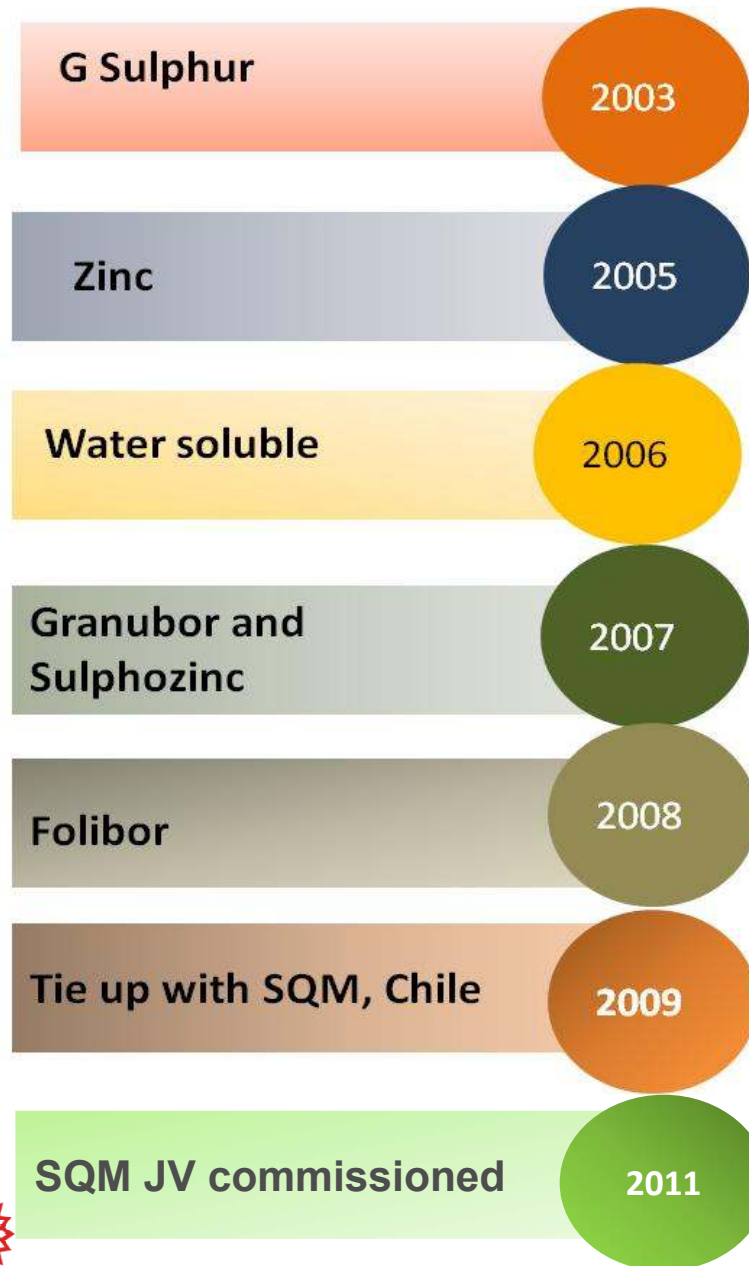 G Sulphur
2003
Zinc
2005
Water soluble
2006
Granubor and
Sulphozinc
2007
Folibor
2008
Tie up with SQM, Chile
2009
SQM JV commissioned
2011